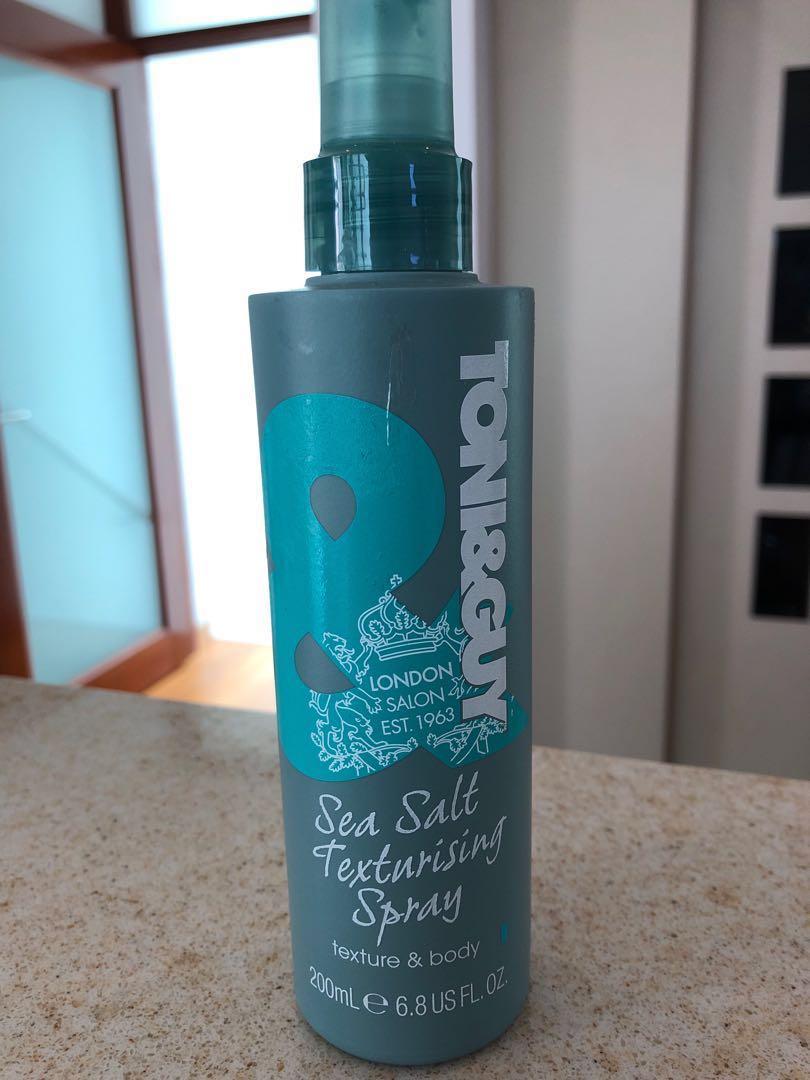 TONI&GUY
&
LONDON
SALON
EST. 1963
Sea Salt
Texturising
Spray
texture & body
200mL e 6.8 US FL. OZ.